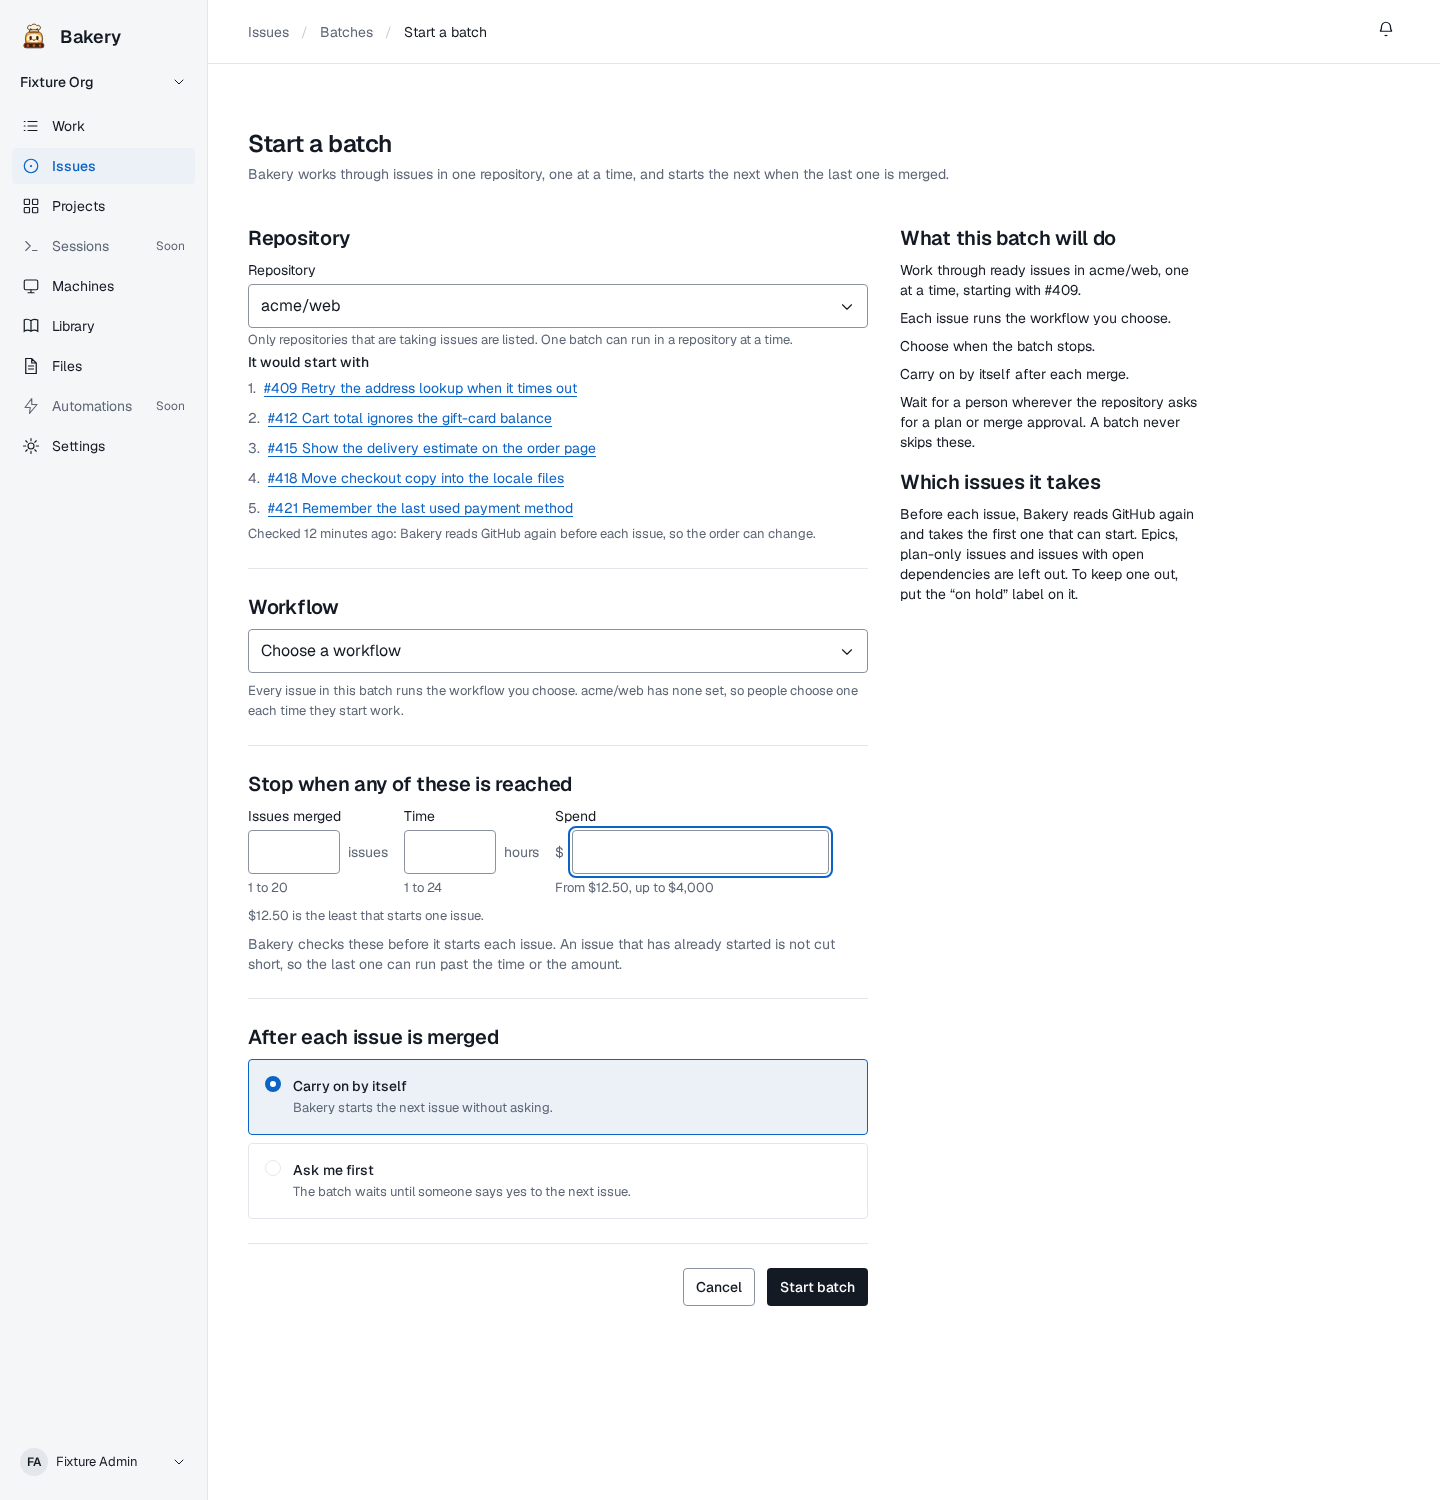 Bakery
Fixture Org
Work
Issues
Projects
Sessions Soon
Machines
Library
Files
Automations Soon
Settings
FA Fixture Admin
Issues / Batches / Start a batch
Start a batch
Bakery works through issues in one repository, one at a time, and starts the next when the last one is merged.
Repository
Repository
acme/web
Only repositories that are taking issues are listed. One batch can run in a repository at a time.
It would start with
1. #409 Retry the address lookup when it times out
2. #412 Cart total ignores the gift-card balance
3. #415 Show the delivery estimate on the order page
4. #418 Move checkout copy into the locale files
5. #421 Remember the last used payment method
Checked 12 minutes ago: Bakery reads GitHub again before each issue, so the order can change.
Workflow
Choose a workflow
Every issue in this batch runs the workflow you choose. acme/web has none set, so people choose one
each time they start work.
Stop when any of these is reached
Issues merged Time Spend
issues hours $
1 to 20 1 to 24 From $12.50, up to $4,000
$12.50 is the least that starts one issue.
Bakery checks these before it starts each issue. An issue that has already started is not cut
short, so the last one can run past the time or the amount.
After each issue is merged
Carry on by itself
Bakery starts the next issue without asking.
Ask me first
The batch waits until someone says yes to the next issue.
Cancel Start batch
What this batch will do
Work through ready issues in acme/web, one
at a time, starting with #409.
Each issue runs the workflow you choose.
Choose when the batch stops.
Carry on by itself after each merge.
Wait for a person wherever the repository asks
for a plan or merge approval. A batch never
skips these.
Which issues it takes
Before each issue, Bakery reads GitHub again
and takes the first one that can start. Epics,
plan-only issues and issues with open
dependencies are left out. To keep one out,
put the “on hold” label on it.